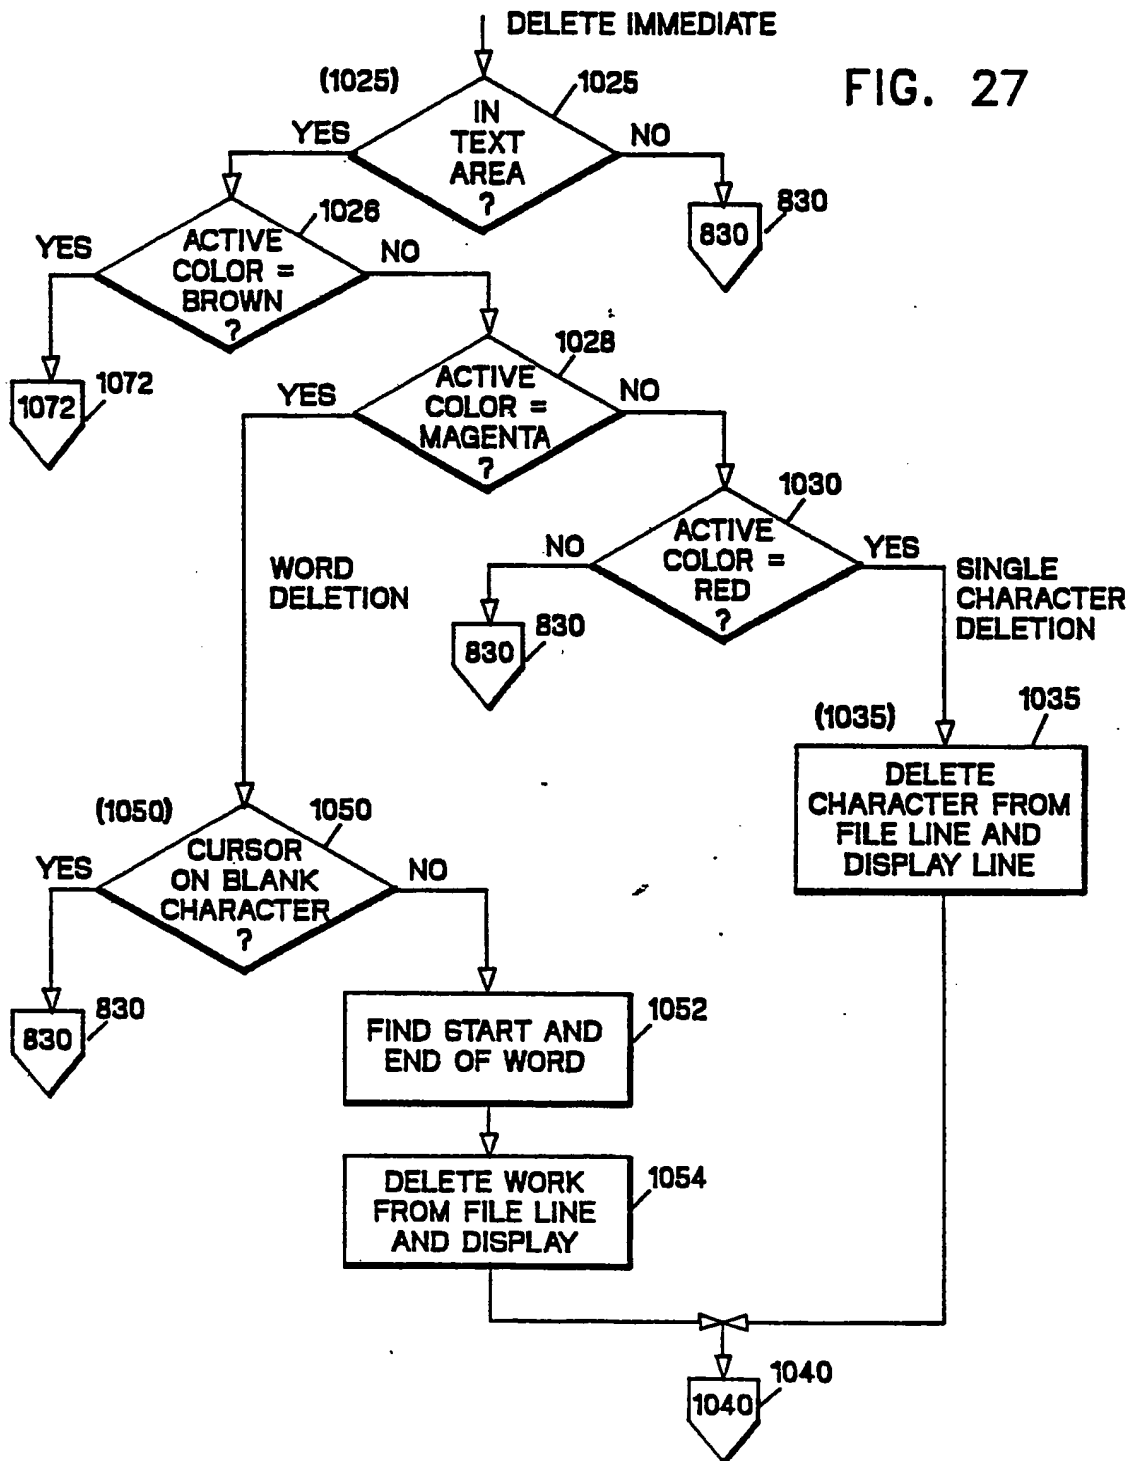 DELETE IMMEDIATE
FIG. 27
(1025)
1025
IN
TEXT
AREA
?
YES
NO
830
830
1026
ACTIVE
COLOR =
BROWN
?
YES
NO
1072
1072
1028
ACTIVE
COLOR =
MAGENTA
?
YES
NO
1030
ACTIVE
COLOR =
RED
?
NO
YES
WORD
DELETION
SINGLE
CHARACTER
DELETION
830
830
(1035)
1035
DELETE
CHARACTER FROM
FILE LINE AND
DISPLAY LINE
(1050)
1050
CURSOR
ON BLANK
CHARACTER
?
YES
NO
830
830
1052
FIND START AND
END OF WORD
1054
DELETE WORK
FROM FILE LINE
AND DISPLAY
1040
1040